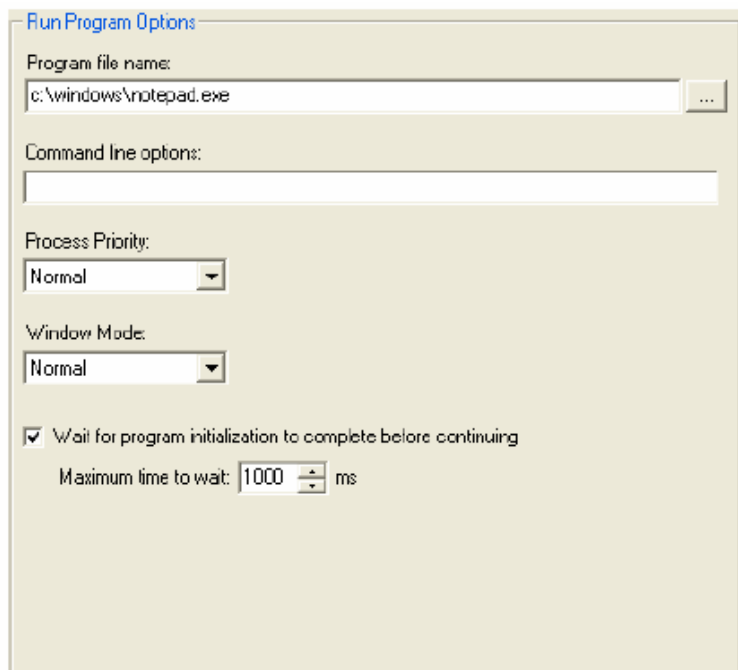 Run Program Options
Program file name:
c:\windows\notepad.exe
...
Command line options:
Process Priority:
Normal
Window Mode:
Normal
Wait for program initialization to complete before continuing
Maximum time to wait: 1000 ms